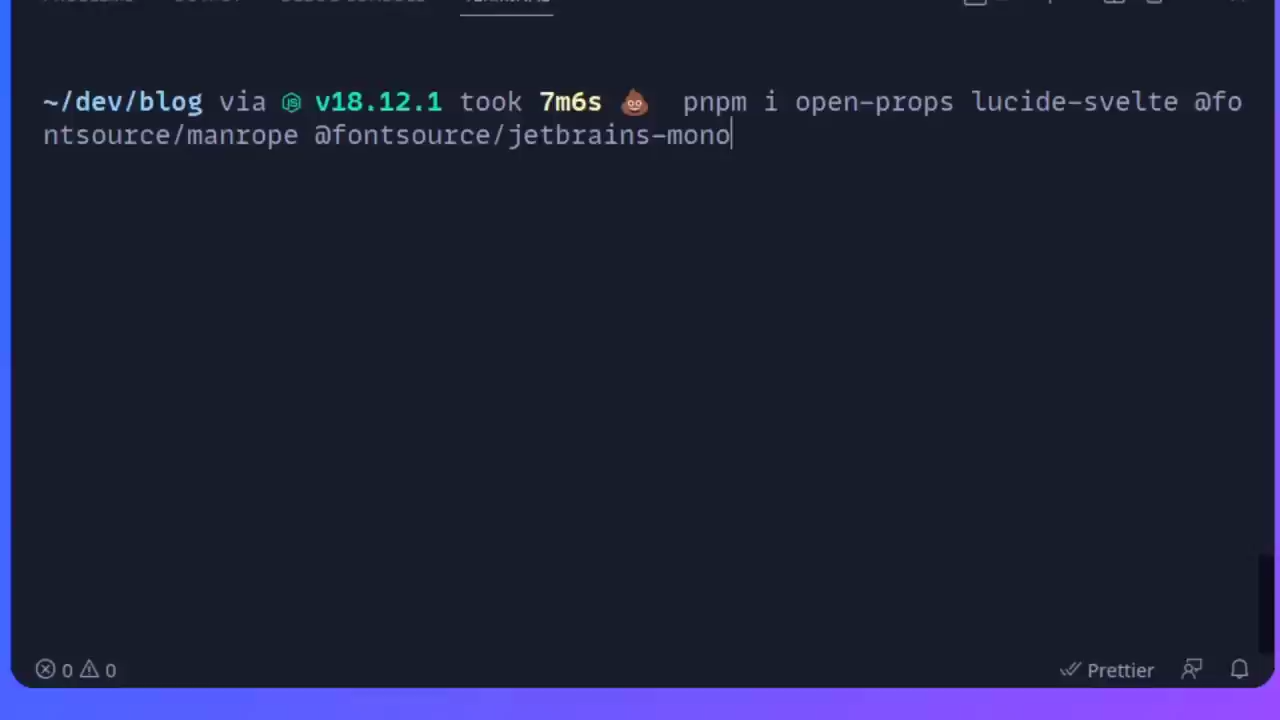 ~/dev/blog via v18.12.1 took 7m6s 💩 pnpm i open-props lucide-svelte @fo
ntsource/manrope @fontsource/jetbrains-mono
0 0
Prettier